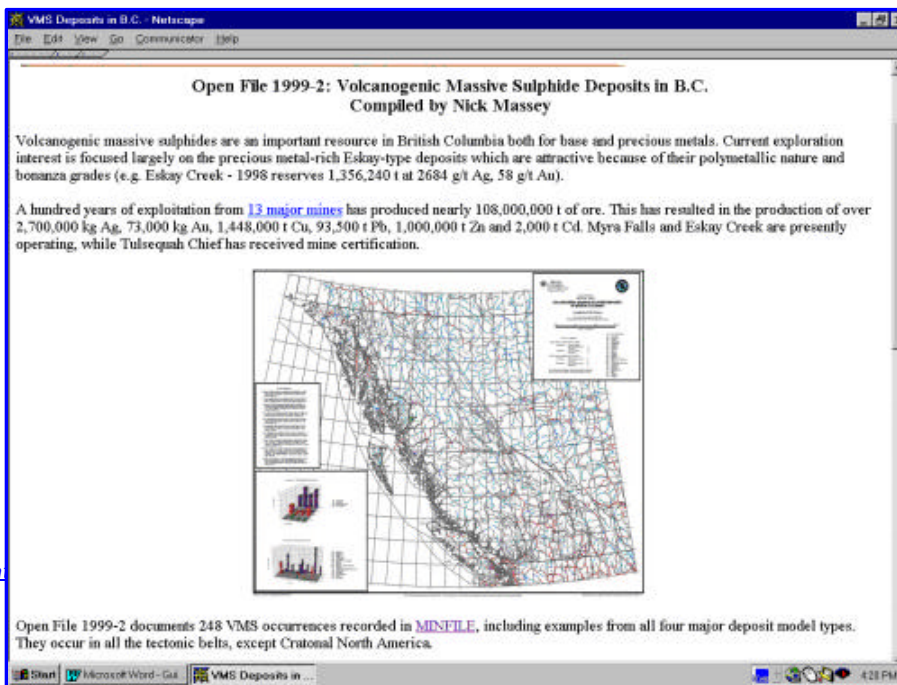 VMS Deposits in B.C. - Netscape
File Edit View Go Communicator Help
Open File 1999-2: Volcanogenic Massive Sulphide Deposits in B.C.
Compiled by Nick Massey
Volcanogenic massive sulphides are an important resource in British Columbia both for base and precious metals. Current exploration
interest is focused largely on the precious metal-rich Eskay-type deposits which are attractive because of their polymetallic nature and
bonanza grades (e.g. Eskay Creek - 1998 reserves 1,356,240 t at 2684 g/t Ag, 58 g/t Au).
A hundred years of exploitation from 13 major mines has produced nearly 108,000,000 t of ore. This has resulted in the production of over
2,700,000 kg Ag, 73,000 kg Au, 1,448,000 t Cu, 93,500 t Pb, 1,000,000 t Zn and 2,000 t Cd. Myra Falls and Eskay Creek are presently
operating, while Tulsequah Chief has received mine certification.
Open File 1999-2 documents 248 VMS occurrences recorded in MINFILE, including examples from all four major deposit model types.
They occur in all the tectonic belts, except Cratonal North America.
Start Microsoft Word - Gui... VMS Deposits in ... 4:28 PM